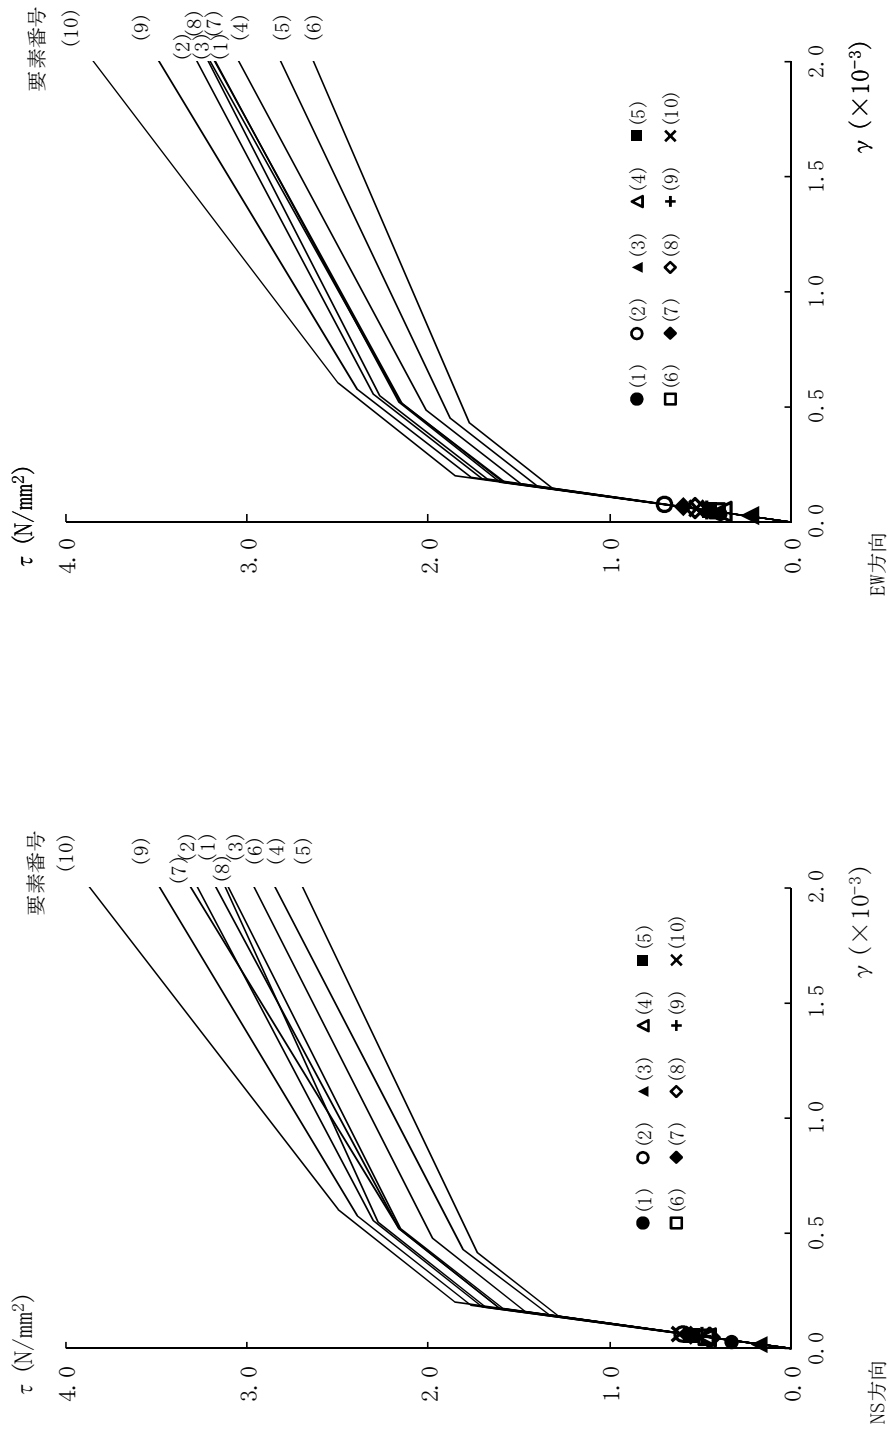 τ (N/mm²)
要素番号
4.0
3.0
2.0
1.0
0.0
(10)
(9)
(7)
(2)
(1)
(8)
(3)
(6)
(4)
(5)
●(1) ○(2) ▲(3) △(4) ■(5)
□(6) ◆(7) ◇(8) +(9) ×(10)
0.0 0.5 1.0 1.5 2.0
γ (×10⁻³)
NS方向
τ (N/mm²)
要素番号
4.0
3.0
2.0
1.0
0.0
(10)
(9)
(2)
(8)
(3)
(7)
(1)
(4)
(5)
(6)
●(1) ○(2) ▲(3) △(4) ■(5)
□(6) ◆(7) ◇(8) +(9) ×(10)
0.0 0.5 1.0 1.5 2.0
γ (×10⁻³)
EW方向